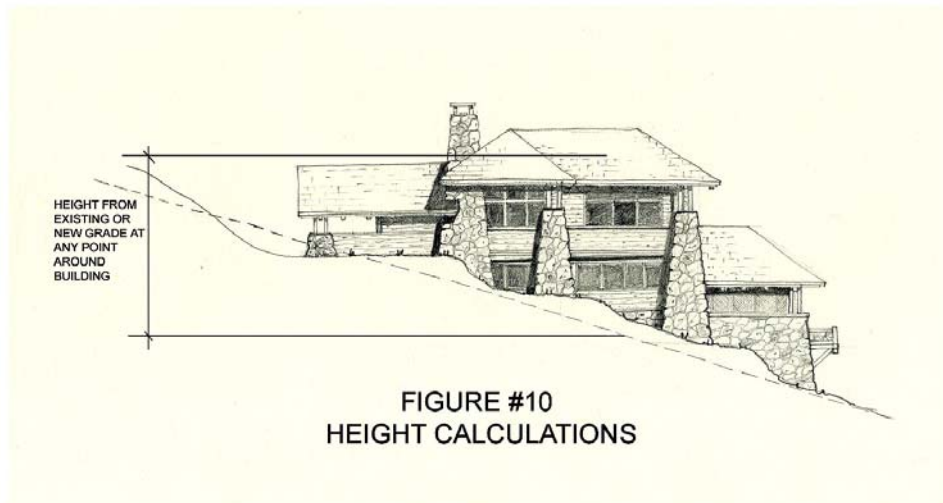 HEIGHT FROM
EXISTING OR
NEW GRADE AT
ANY POINT
AROUND
BUILDING
FIGURE #10
HEIGHT CALCULATIONS